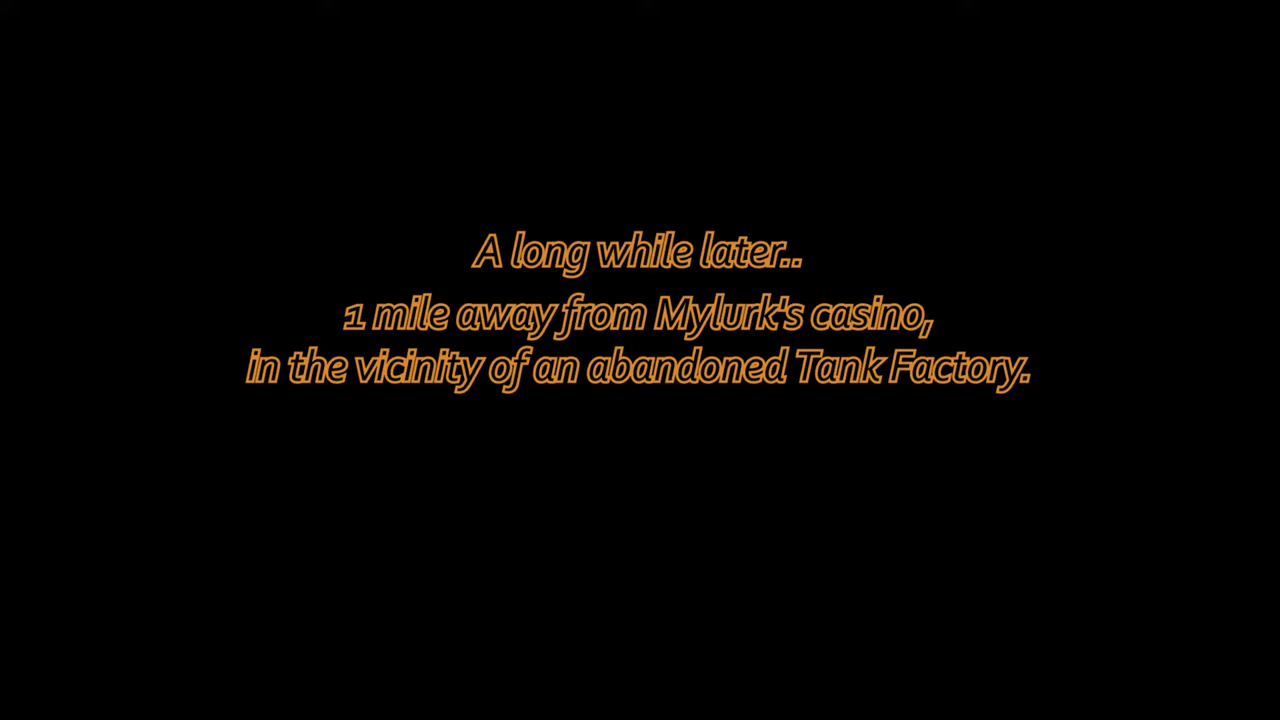 A long while later..
1 mile away from Mylurk's casino,
in the vicinity of an abandoned Tank Factory.